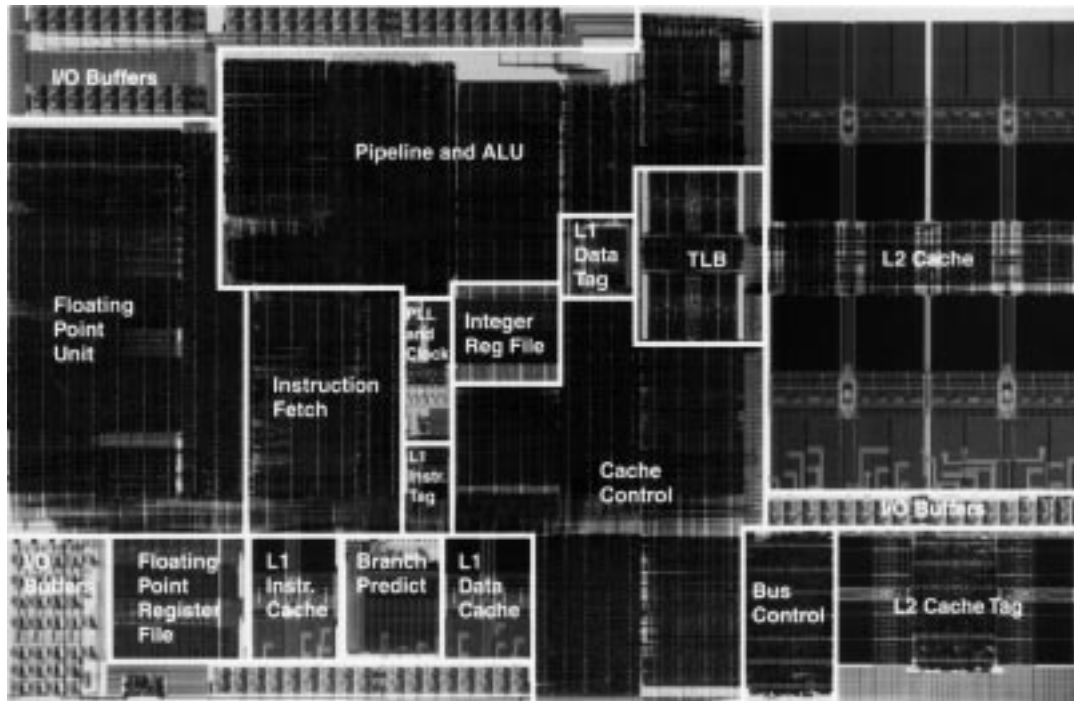 I/O Buffers
Pipeline and ALU
L1
Data
Tag
TLB
L2 Cache
Floating
Point
Unit
PLL
and
Clock
Integer
Reg File
Instruction
Fetch
L1
Instr.
Tag
Cache
Control
I/O Buffers
I/O
Buffers
Floating
Point
Register
File
L1
Instr.
Cache
Branch
Predict
L1
Data
Cache
Bus
Control
L2 Cache Tag